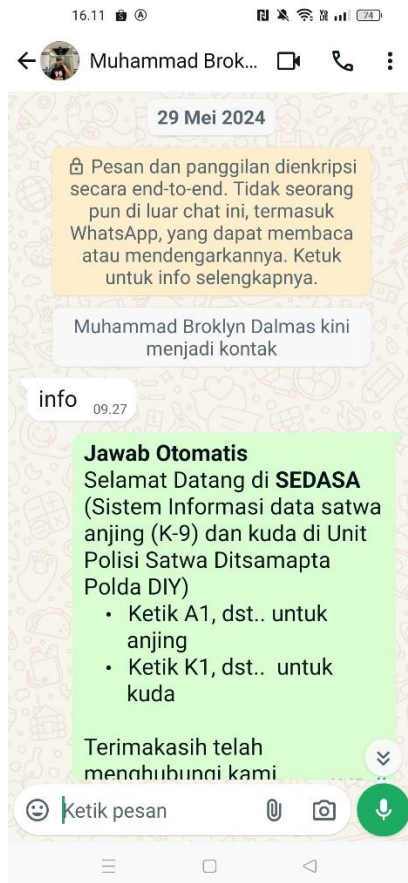 16.11
74
Muhammad Brok...
29 Mei 2024
Pesan dan panggilan dienkripsi
secara end-to-end. Tidak seorang
pun di luar chat ini, termasuk
WhatsApp, yang dapat membaca
atau mendengarkannya. Ketuk
untuk info selengkapnya.
Muhammad Broklyn Dalmas kini
menjadi kontak
info 09.27
Jawab Otomatis
Selamat Datang di SEDASA
(Sistem Informasi data satwa
anjing (K-9) dan kuda di Unit
Polisi Satwa Ditsamapta
Polda DIY)
• Ketik A1, dst.. untuk
anjing
• Ketik K1, dst.. untuk
kuda
Terimakasih telah
menghubungi kami
Ketik pesan